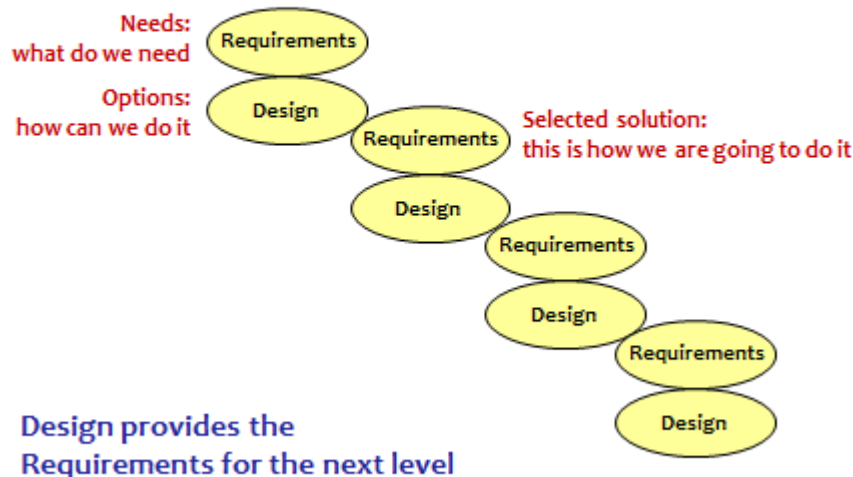 Needs:
what do we need
Requirements
Options:
how can we do it
Design
Requirements
Selected solution:
this is how we are going to do it
Design
Requirements
Design
Requirements
Design
Design provides the
Requirements for the next level